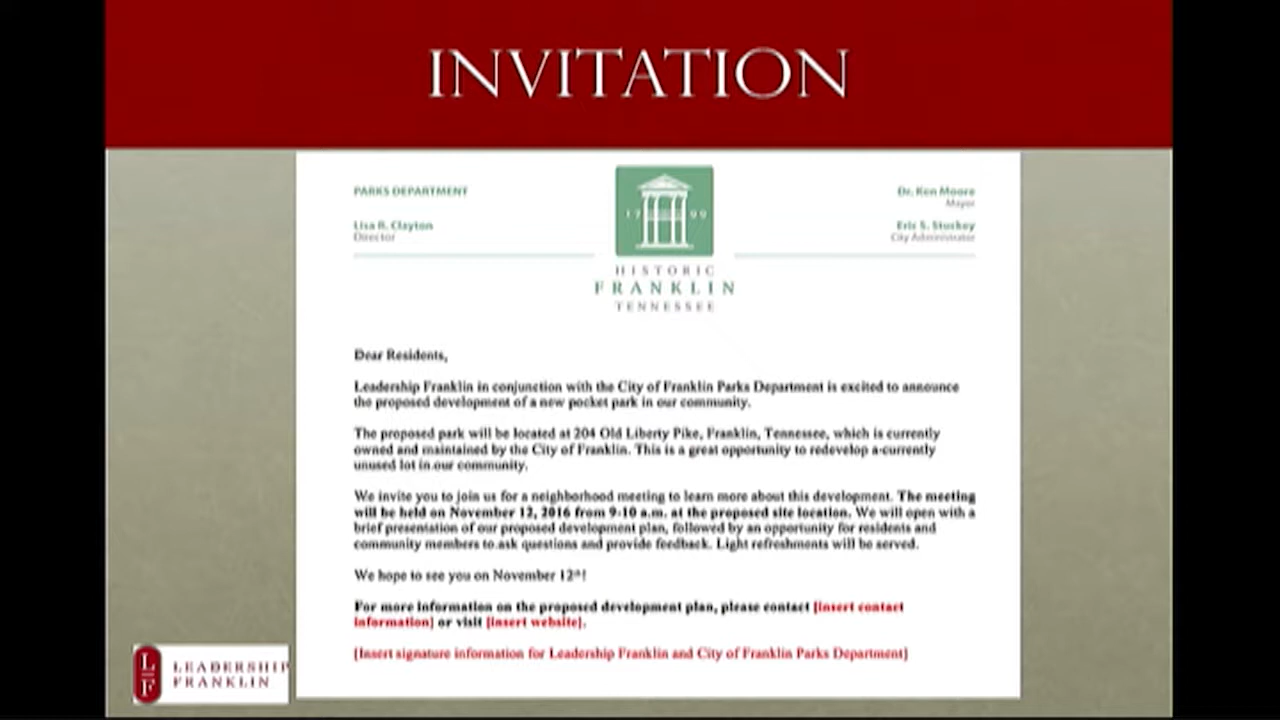 INVITATION
PARKS DEPARTMENT
Lisa R. Clayton
Director
Dr. Ken Moore
Mayor
Eric S. Stuckey
City Administrator
1799
HISTORIC
FRANKLIN
TENNESSEE
Dear Residents,
Leadership Franklin in conjunction with the City of Franklin Parks Department is excited to announce
the proposed development of a new pocket park in our community.
The proposed park will be located at 204 Old Liberty Pike, Franklin, Tennessee, which is currently
owned and maintained by the City of Franklin. This is a great opportunity to redevelop a currently
unused lot in our community.
We invite you to join us for a neighborhood meeting to learn more about this development. The meeting
will be held on November 12, 2016 from 9-10 a.m. at the proposed site location. We will open with a
brief presentation of our proposed development plan, followed by an opportunity for residents and
community members to ask questions and provide feedback. Light refreshments will be served.
We hope to see you on November 12th!
For more information on the proposed development plan, please contact [insert contact
information] or visit [insert website].
[Insert signature information for Leadership Franklin and City of Franklin Parks Department]
L
F
LEADERSHIP
FRANKLIN